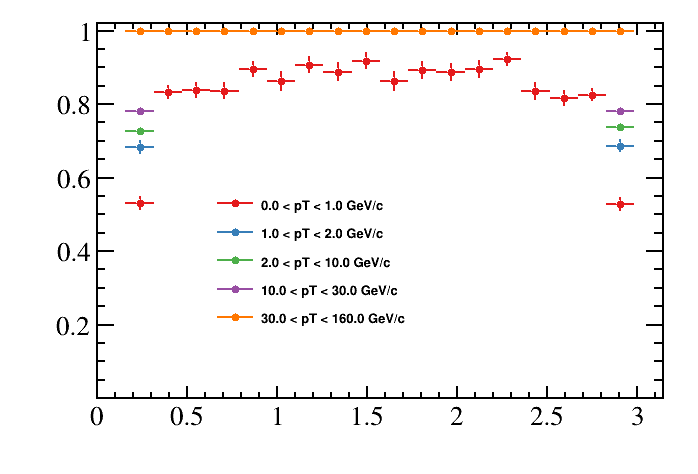 1
0.8
0.6
0.4
0.2
0.0 < pT < 1.0 GeV/c
1.0 < pT < 2.0 GeV/c
2.0 < pT < 10.0 GeV/c
10.0 < pT < 30.0 GeV/c
30.0 < pT < 160.0 GeV/c
0 0.5 1 1.5 2 2.5 3